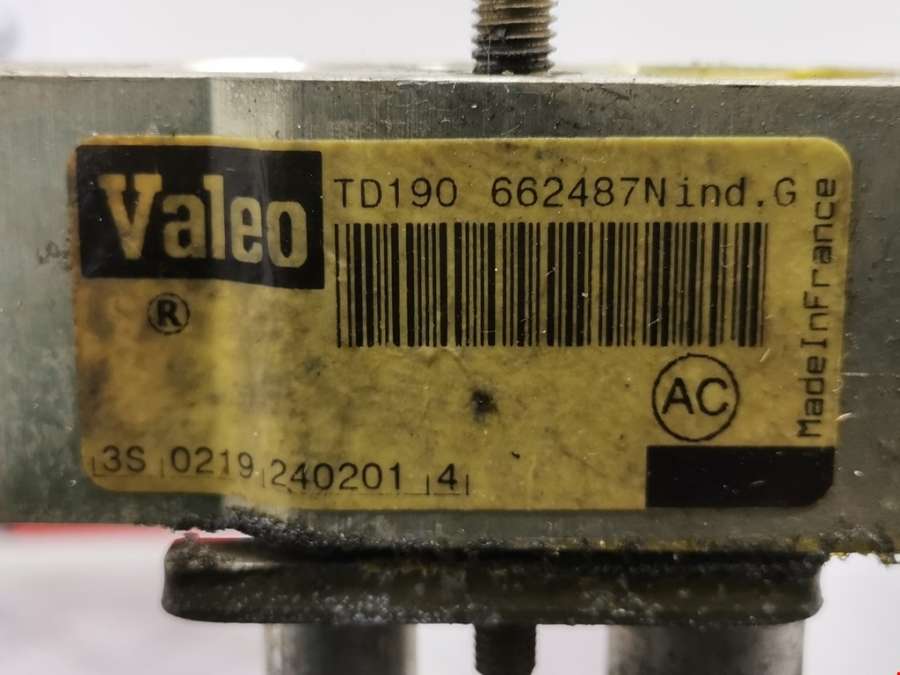 Valeo
TD190 662487Nind.G
®
AC
MadeInFrance
3S 0219 240201 4